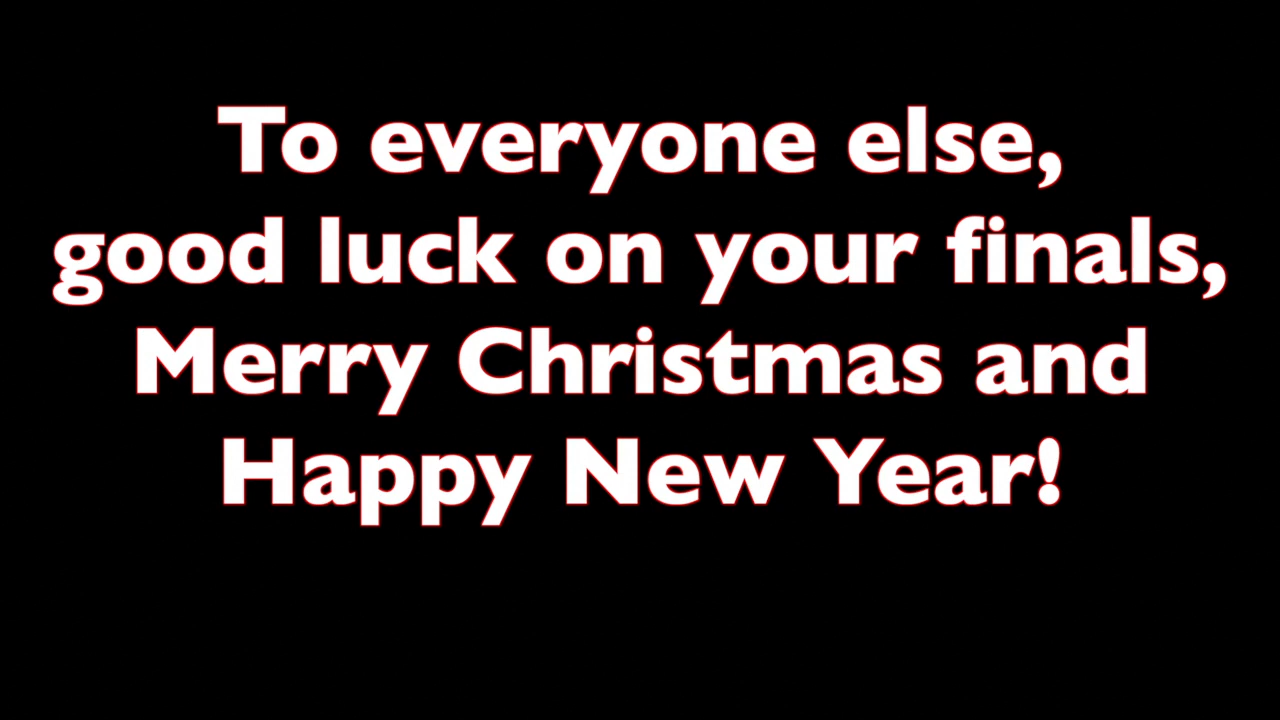 To everyone else,
good luck on your finals,
Merry Christmas and
Happy New Year!